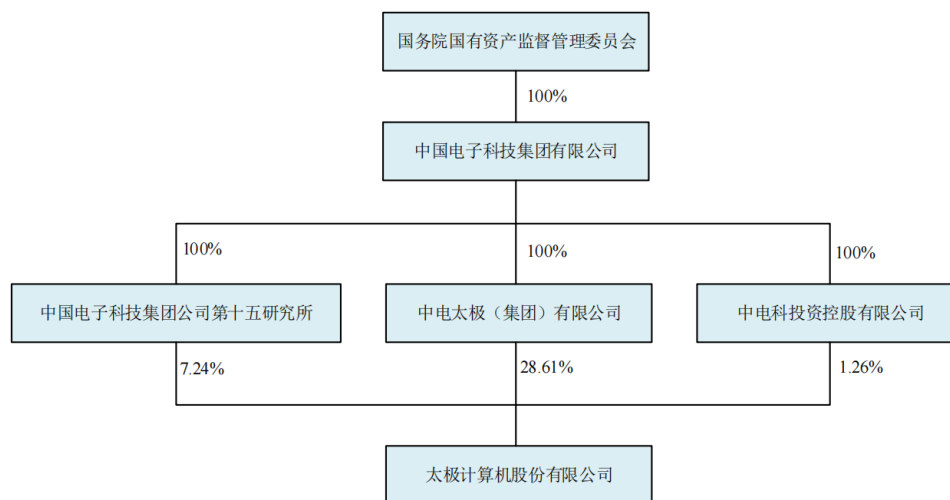 国务院国有资产监督管理委员会
100%
中国电子科技集团有限公司
100%
100%
100%
中国电子科技集团公司第十五研究所
中电太极（集团）有限公司
中电科投资控股有限公司
7.24%
28.61%
1.26%
太极计算机股份有限公司